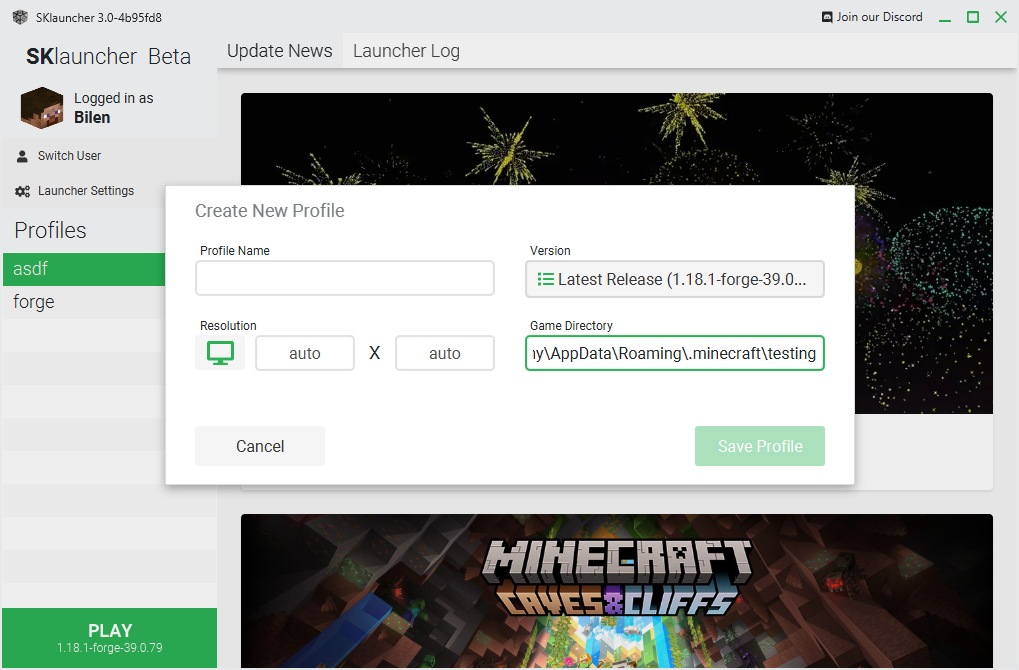 SKlauncher 3.0-4b95fd8
Join our Discord
SKlauncher Beta
Update News
Launcher Log
Logged in as
Bilen
Switch User
Launcher Settings
Profiles
asdf
forge
Create New Profile
Profile Name
Version
Latest Release (1.18.1-forge-39.0...
Resolution
Game Directory
auto
X
auto
\AppData\Roaming\.minecraft\testing
Cancel
Save Profile
MINECRAFT
CAVES & CLIFFS
PLAY
1.18.1-forge-39.0.79